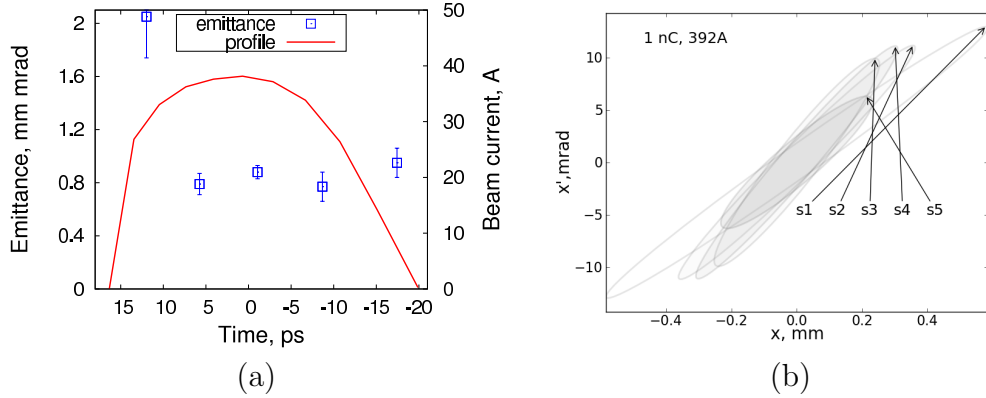 emittance
profile
Emittance, mm mrad
2
1.6
1.2
0.8
0.4
0
Beam current, A
50
40
30
20
10
0
15 10 5 0 -5 -10 -15 -20
Time, ps
(a)
1 nC, 392A
x',mrad
10
5
0
−5
−10
s1 s2 s3 s4 s5
−0.4 −0.2 0.0 0.2 0.4
x, mm
(b)